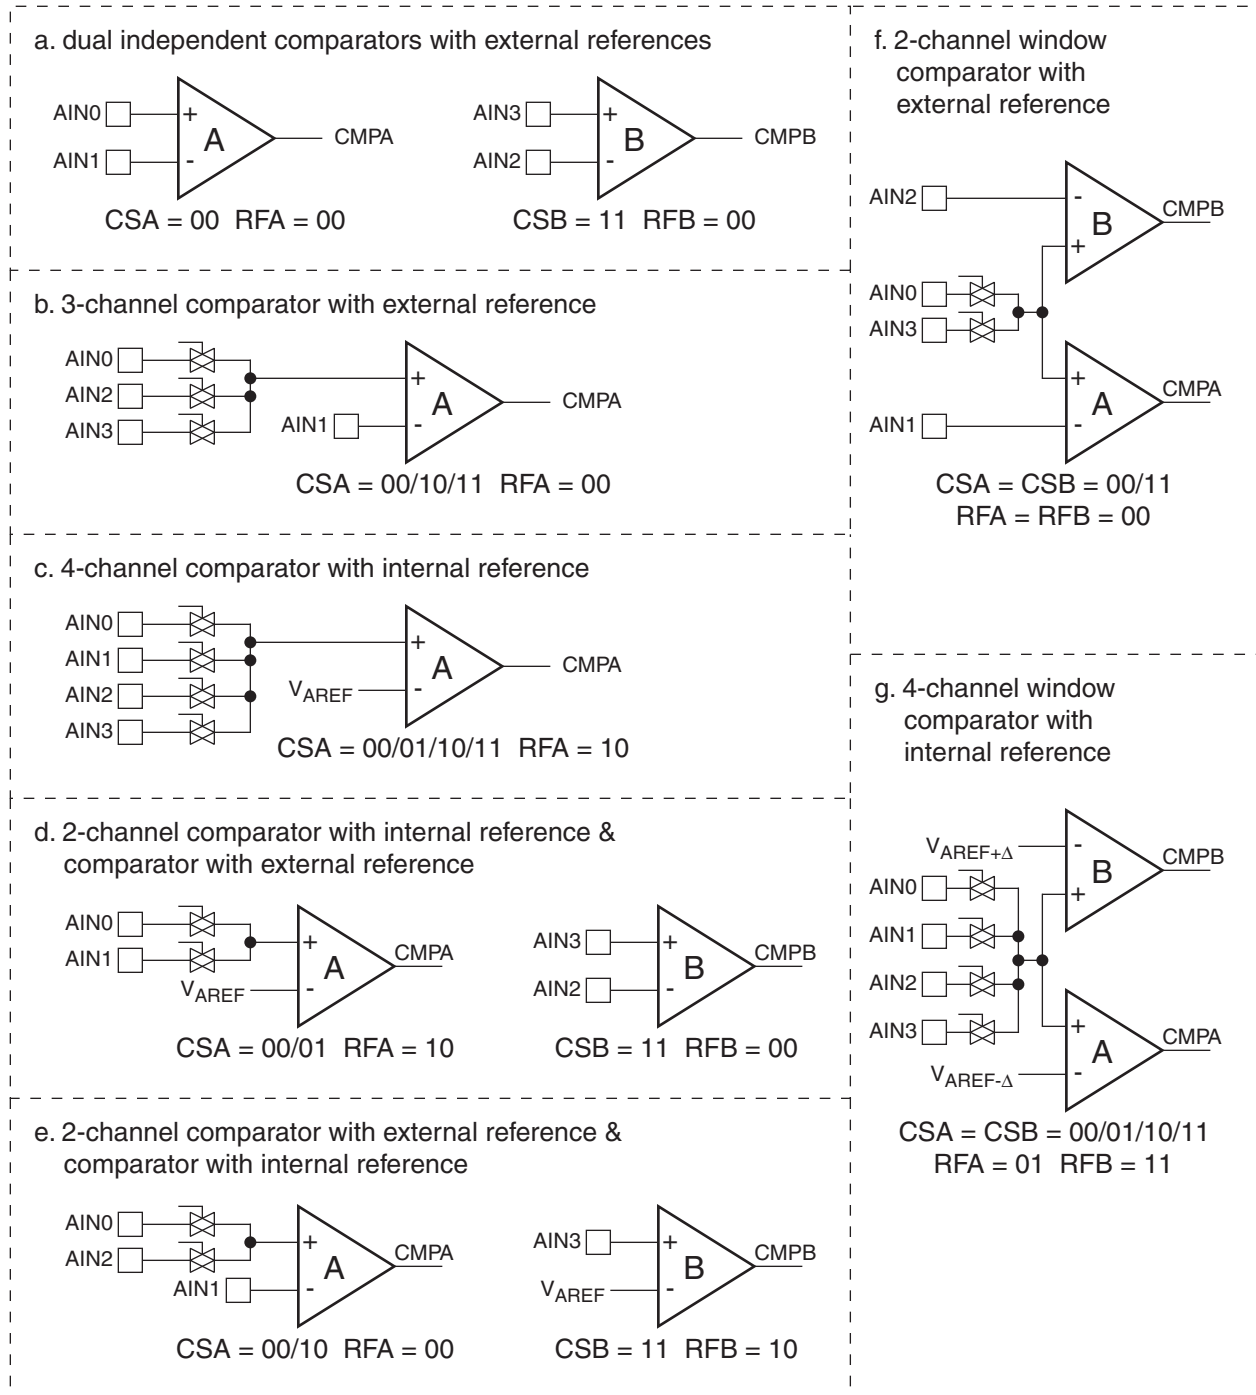 a. dual independent comparators with external references
AIN0
+
A
CMPA
AIN1
-
CSA = 00 RFA = 00
AIN3
+
B
CMPB
AIN2
-
CSB = 11 RFB = 00
b. 3-channel comparator with external reference
AIN0
AIN2
AIN3
+
A
CMPA
AIN1
-
CSA = 00/10/11 RFA = 00
c. 4-channel comparator with internal reference
AIN0
AIN1
AIN2
AIN3
+
A
CMPA
VAREF
-
CSA = 00/01/10/11 RFA = 10
d. 2-channel comparator with internal reference &
comparator with external reference
AIN0
AIN1
+
A
CMPA
VAREF
-
CSA = 00/01 RFA = 10
AIN3
+
B
CMPB
AIN2
-
CSB = 11 RFB = 00
e. 2-channel comparator with external reference &
comparator with internal reference
AIN0
AIN2
+
A
CMPA
AIN1
-
CSA = 00/10 RFA = 00
AIN3
+
B
CMPB
VAREF
-
CSB = 11 RFB = 10
f. 2-channel window
comparator with
external reference
AIN2
-
B
CMPB
+
AIN0
AIN3
+
A
CMPA
AIN1
-
CSA = CSB = 00/11
RFA = RFB = 00
g. 4-channel window
comparator with
internal reference
VAREF+Δ
-
B
CMPB
+
AIN0
AIN1
AIN2
AIN3
+
A
CMPA
VAREF-Δ
-
CSA = CSB = 00/01/10/11
RFA = 01 RFB = 11